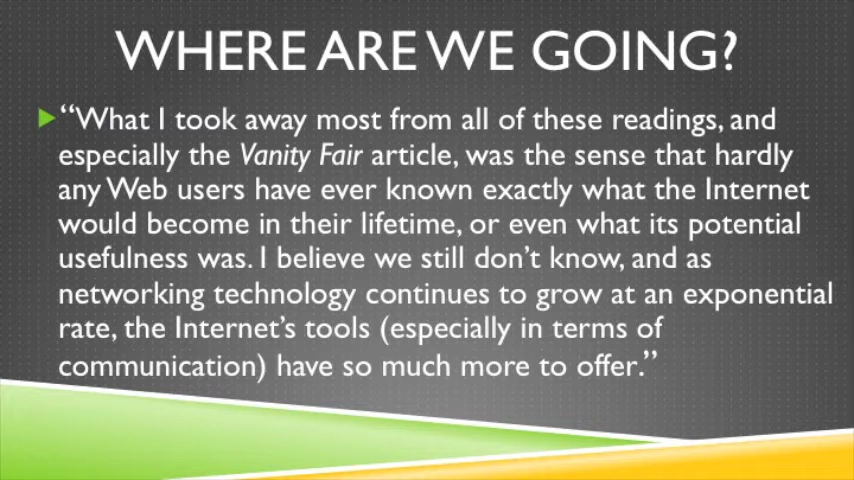 WHERE ARE WE GOING?
“What I took away most from all of these readings, and
especially the Vanity Fair article, was the sense that hardly
any Web users have ever known exactly what the Internet
would become in their lifetime, or even what its potential
usefulness was. I believe we still don’t know, and as
networking technology continues to grow at an exponential
rate, the Internet’s tools (especially in terms of
communication) have so much more to offer.”